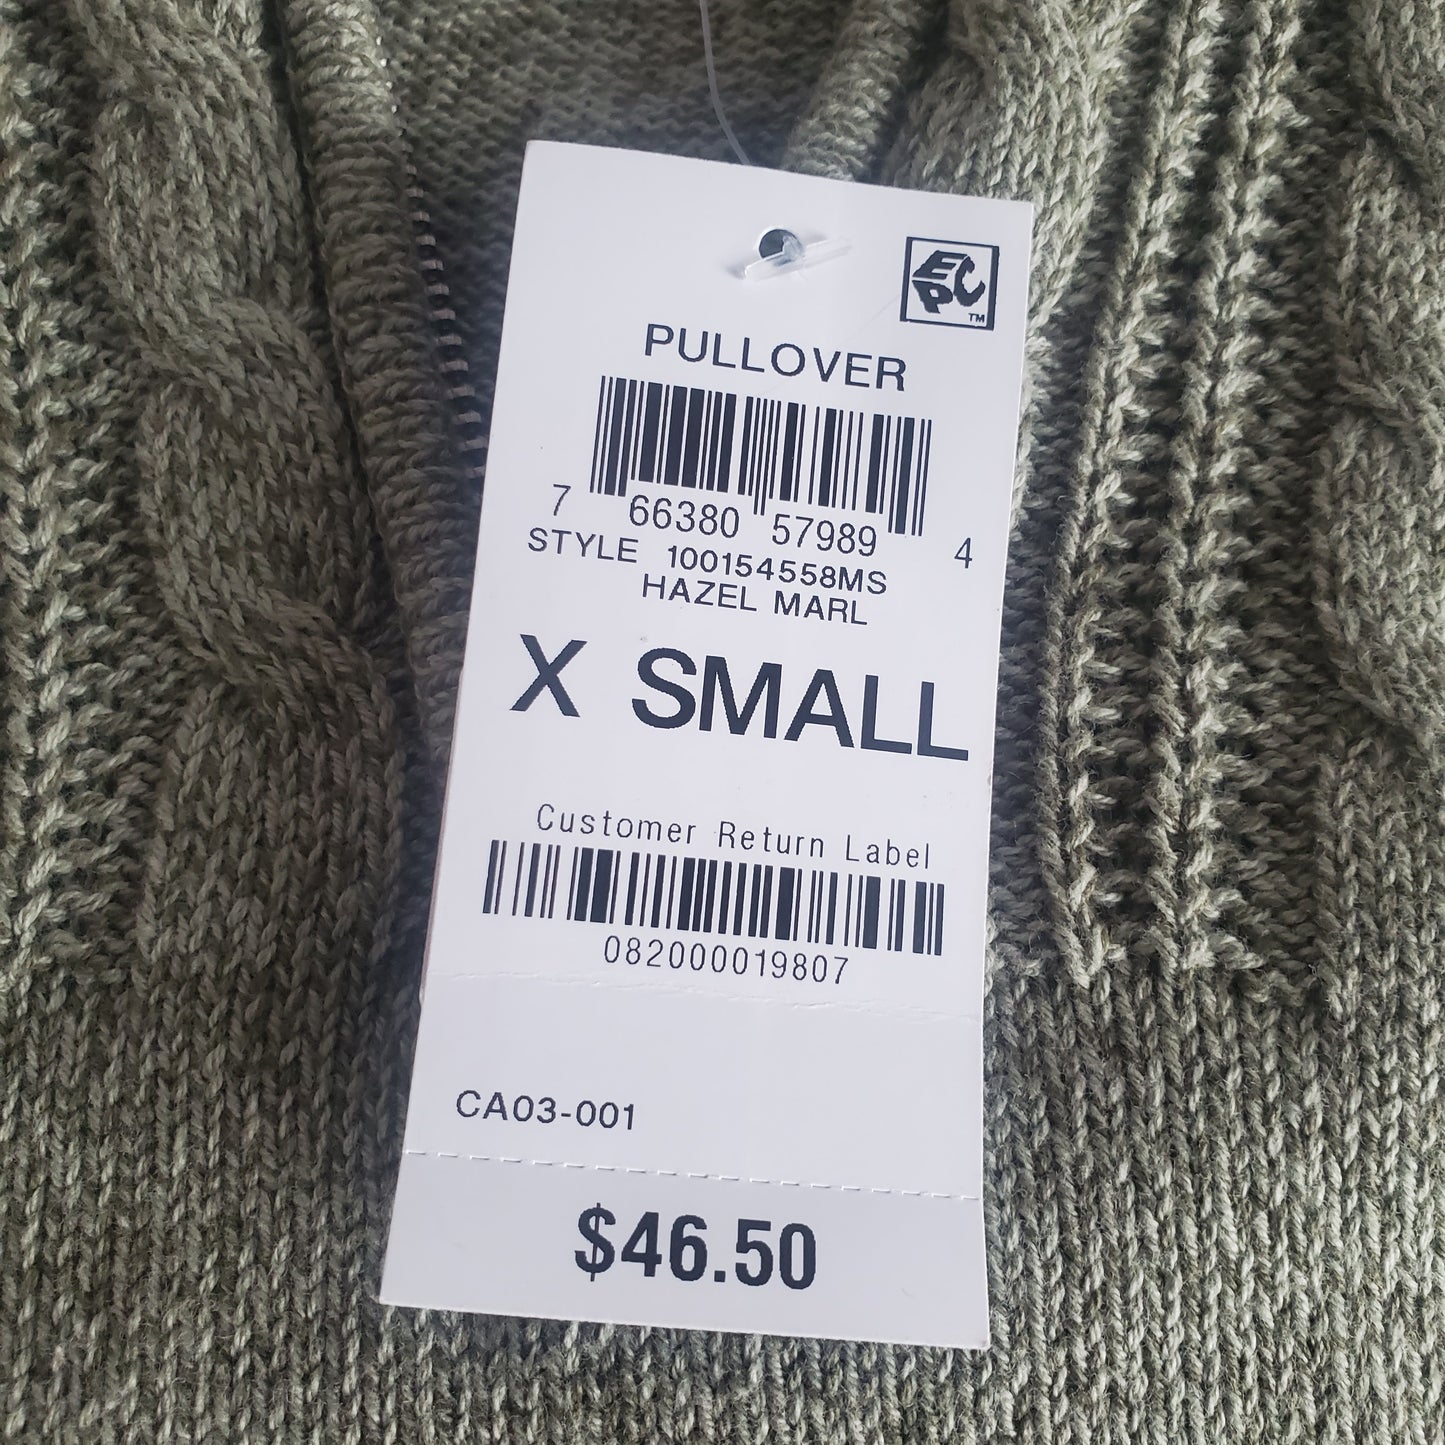 EPC
TM
PULLOVER
7 66380 57989 4
STYLE 100154558MS
HAZEL MARL
X SMALL
Customer Return Label
082000019807
CA03-001
$46.50